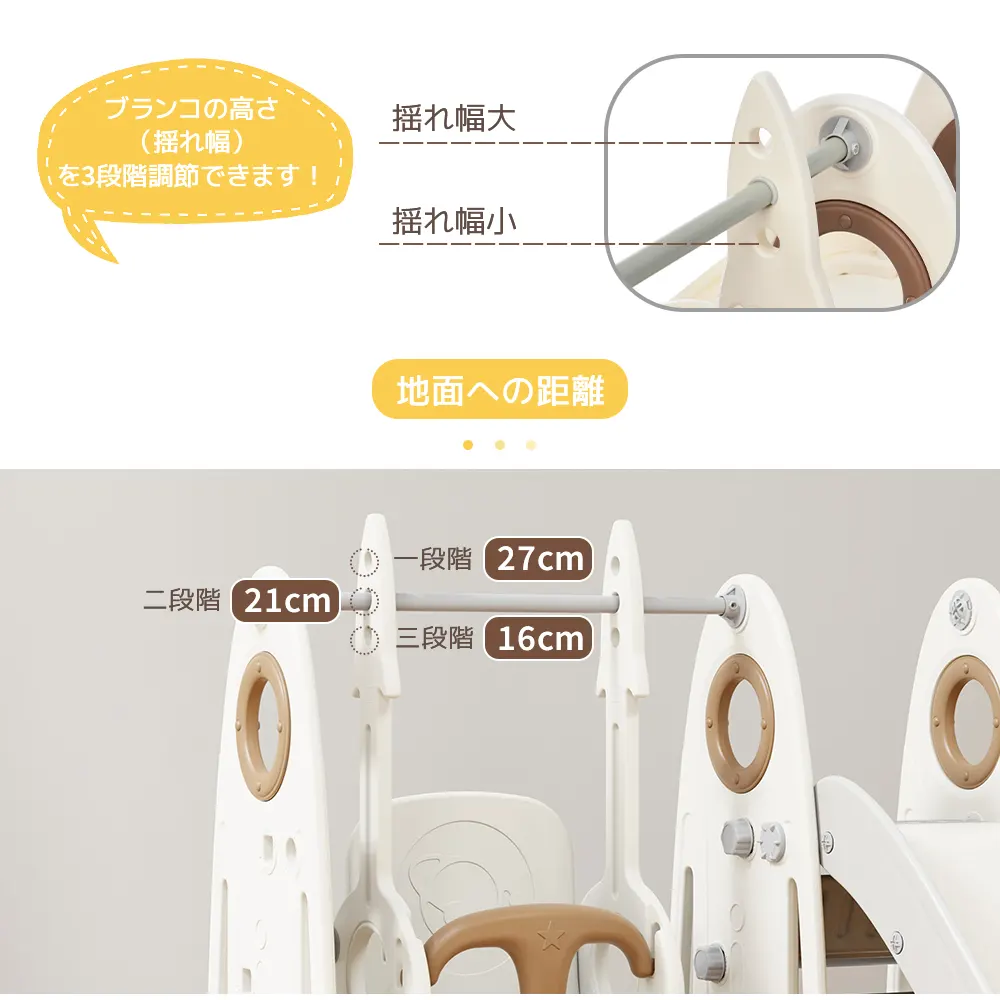 ブランコの高さ
（揺れ幅）
を3段階調節できます！
揺れ幅大
揺れ幅小
地面への距離
一段階 27cm
二段階 21cm
三段階 16cm